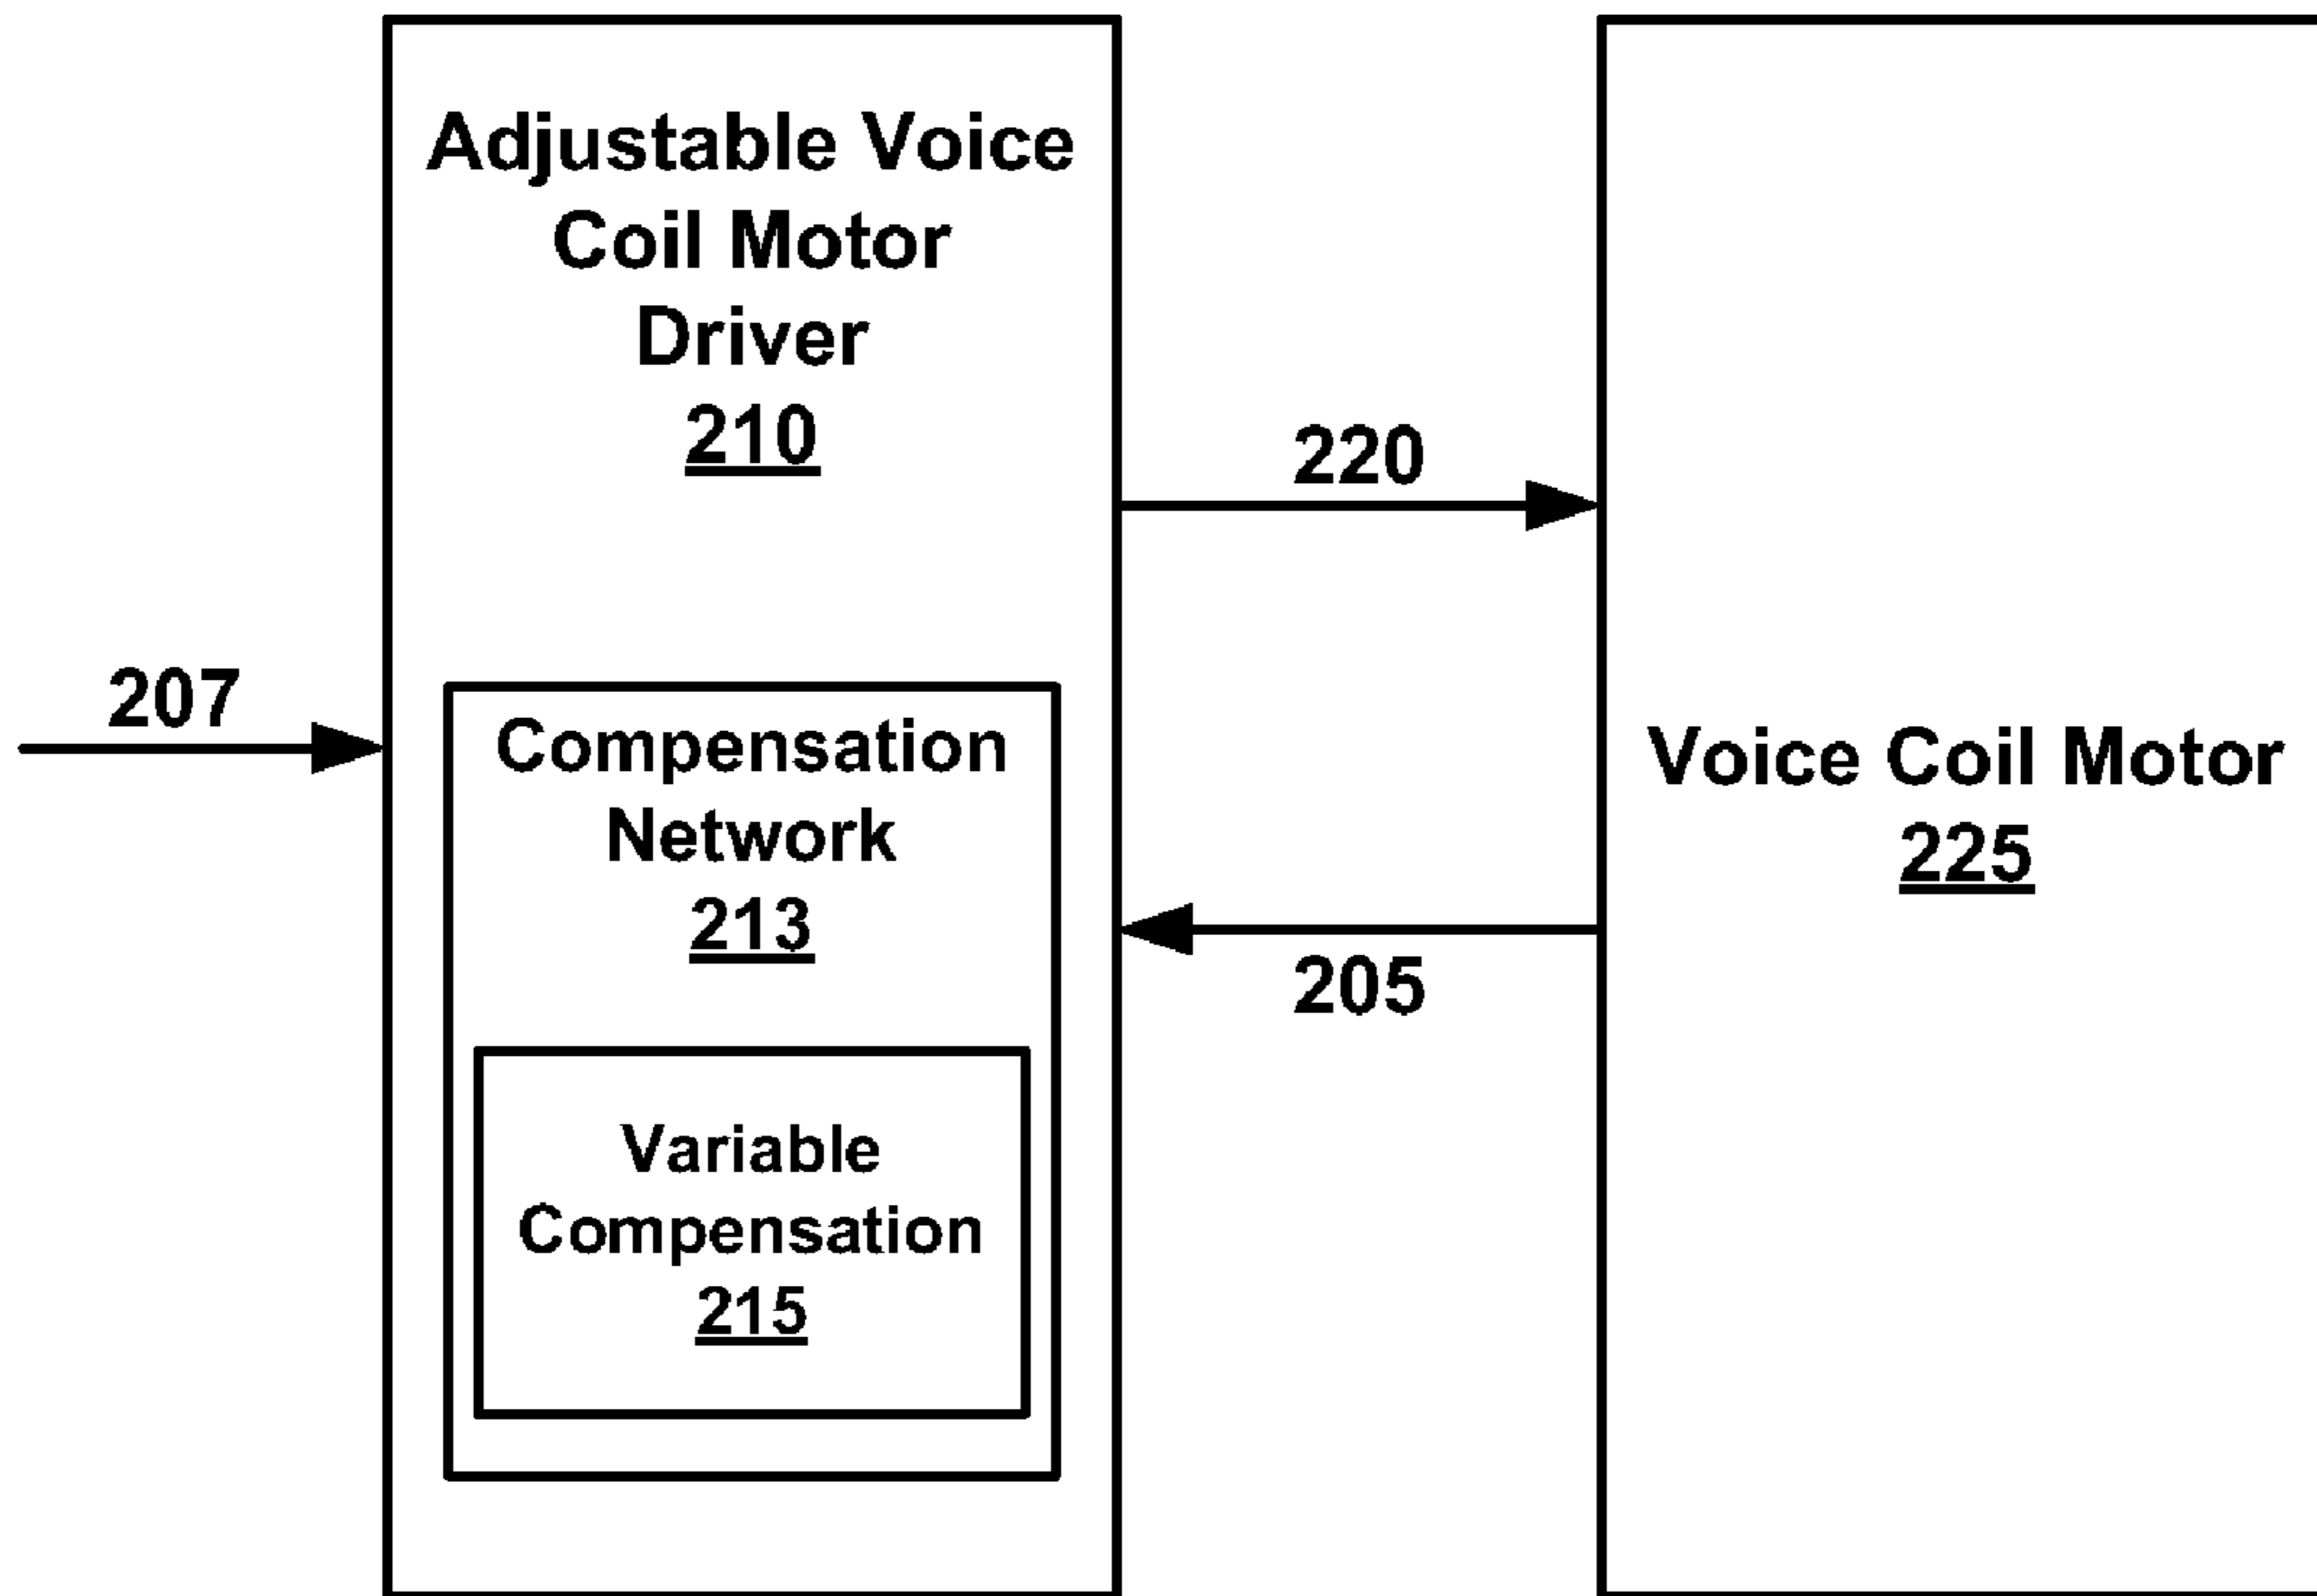 Adjustable Voice
Coil Motor
Driver
210
220
207
Compensation
Network
213
Voice Coil Motor
225
205
Variable
Compensation
215